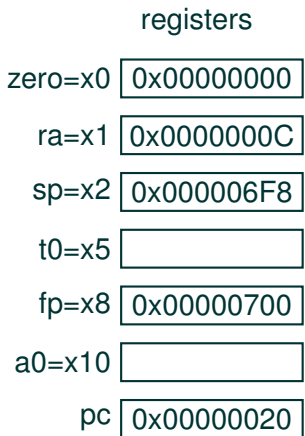 registers
zero=x0 0x00000000
ra=x1 0x0000000C
sp=x2 0x000006F8
t0=x5
fp=x8 0x00000700
a0=x10
pc 0x00000020